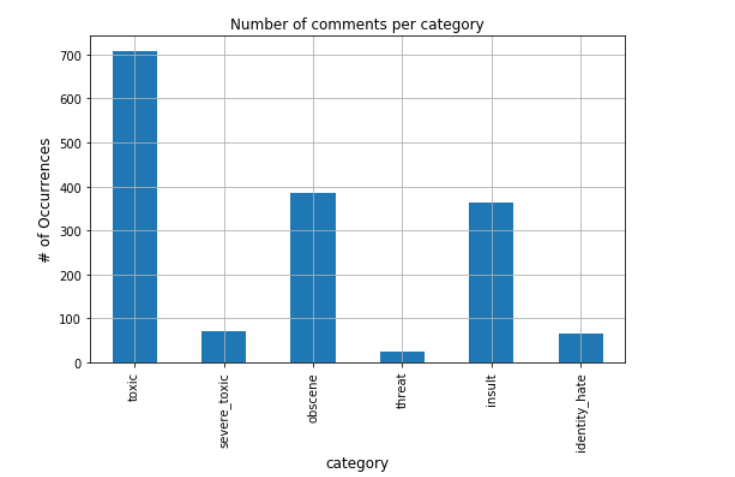 Number of comments per category
# of Occurrences
700
600
500
400
300
200
100
0
toxic
severe_toxic
obscene
threat
insult
identity_hate
category